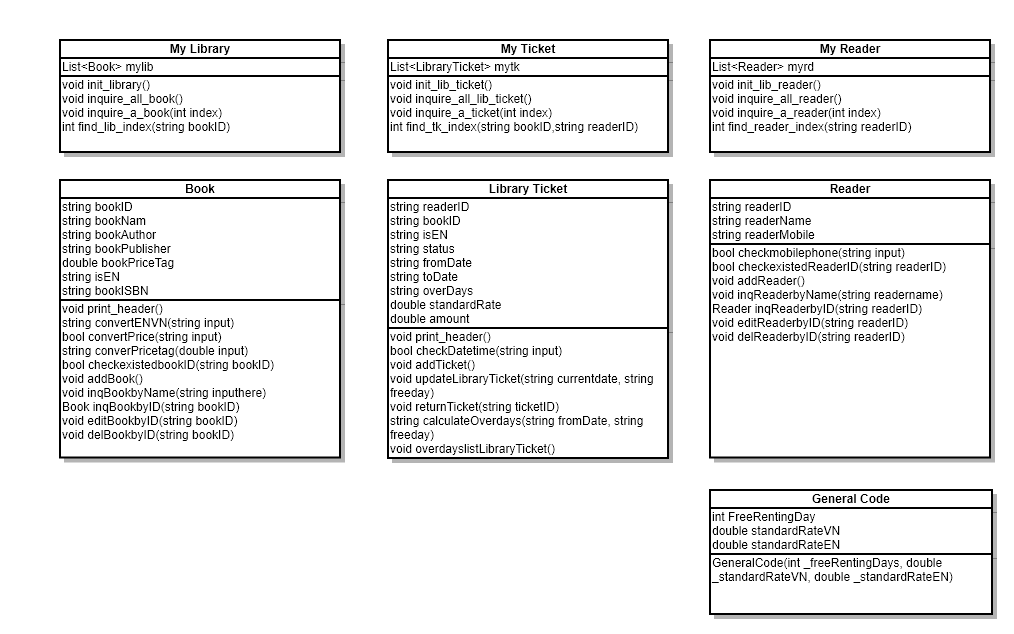 My Library
List<Book> mylib
void init_library()
void inquire_all_book()
void inquire_a_book(int index)
int find_lib_index(string bookID)
My Ticket
List<LibraryTicket> mytk
void init_lib_ticket()
void inquire_all_lib_ticket()
void inquire_a_ticket(int index)
int find_tk_index(string bookID,string readerID)
My Reader
List<Reader> myrd
void init_lib_reader()
void inquire_all_reader()
void inquire_a_reader(int index)
int find_reader_index(string readerID)
Book
string bookID
string bookNam
string bookAuthor
string bookPublisher
double bookPriceTag
string isEN
string bookISBN
void print_header()
string convertENVN(string input)
bool convertPrice(string input)
string converPricetag(double input)
bool checkexistedbookID(string bookID)
void addBook()
void inqBookbyName(string inputhere)
Book inqBookbyID(string bookID)
void editBookbyID(string bookID)
void delBookbyID(string bookID)
Library Ticket
string readerID
string bookID
string isEN
string status
string fromDate
string toDate
string overDays
double standardRate
double amount
void print_header()
bool checkDatetime(string input)
void addTicket()
void updateLibraryTicket(string currentdate, string
freeday)
void returnTicket(string ticketID)
string calculateOverdays(string fromDate, string
freeday)
void overdayslistLibraryTicket()
Reader
string readerID
string readerName
string readerMobile
bool checkmobilephone(string input)
bool checkexistedReaderID(string readerID)
void addReader()
void inqReaderbyName(string readername)
Reader inqReaderbyID(string readerID)
void editReaderbyID(string readerID)
void delReaderbyID(string readerID)
General Code
int FreeRentingDay
double standardRateVN
double standardRateEN
GeneralCode(int _freeRentingDays, double
_standardRateVN, double _standardRateEN)